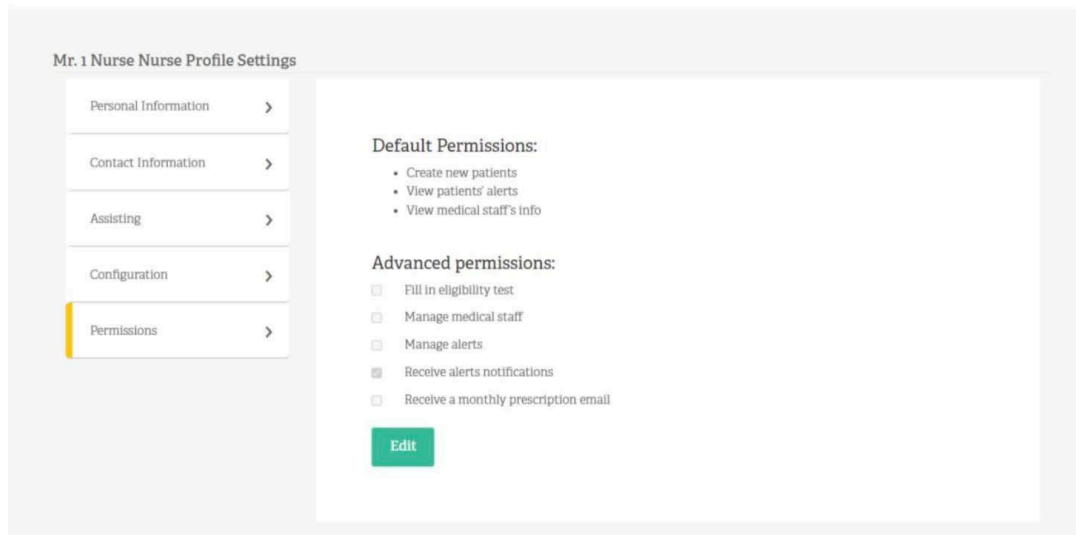 Mr. 1 Nurse Nurse Profile Settings
Personal Information
Contact Information
Assisting
Configuration
Permissions
Default Permissions:
Create new patients
View patients' alerts
View medical staff's info
Advanced permissions:
Fill in eligibility test
Manage medical staff
Manage alerts
Receive alerts notifications
Receive a monthly prescription email
Edit